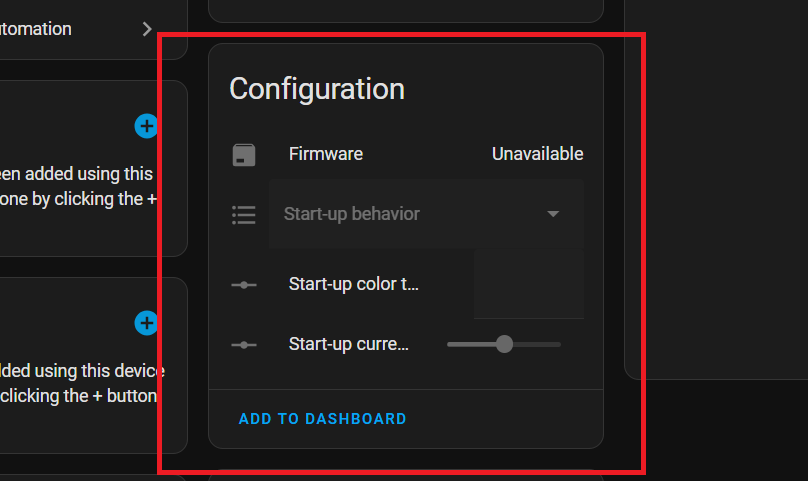 utomation
een added using this
one by clicking the +
dded using this device
clicking the + button
Configuration
Firmware Unavailable
Start-up behavior
Start-up color t...
Start-up curre...
ADD TO DASHBOARD